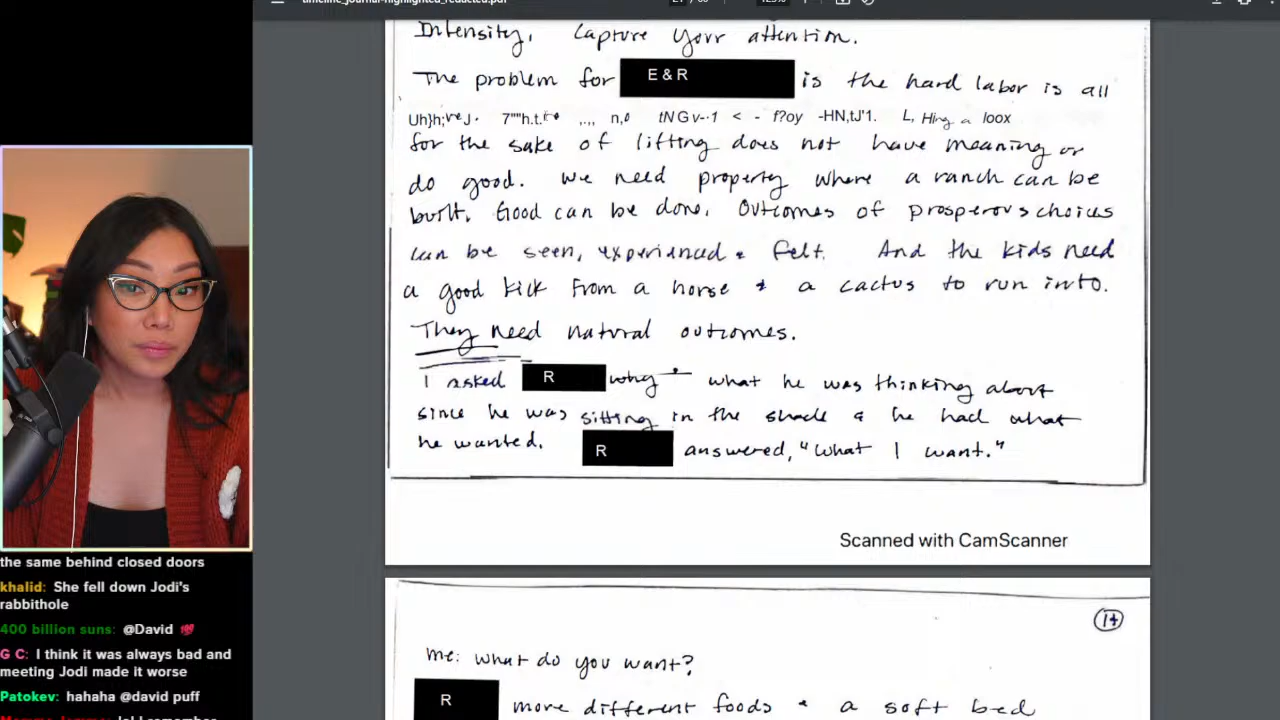 timeline_journal-highlighted_redacted.pdf
Intensity. Capture your attention.
The problem for E & R is the hard labor is all
for the sake of lifting does not have meaning or
do good. We need property where a ranch can be
built. Good can be done. Outcomes of prosperous choices
can be seen, experienced & felt. And the kids need
a good kick from a horse & a cactus to run into.
They need natural outcomes.
I asked R why what he was thinking about
since he was sitting in the shade & he had what
he wanted. R answered, "What I want."
Scanned with CamScanner
me: what do you want?
R more different foods & a soft bed
the same behind closed doors
khalid: She fell down Jodi's
rabbithole
400 billion suns: @David 💯
G C: I think it was always bad and
meeting Jodi made it worse
Patokev: hahaha @david puff